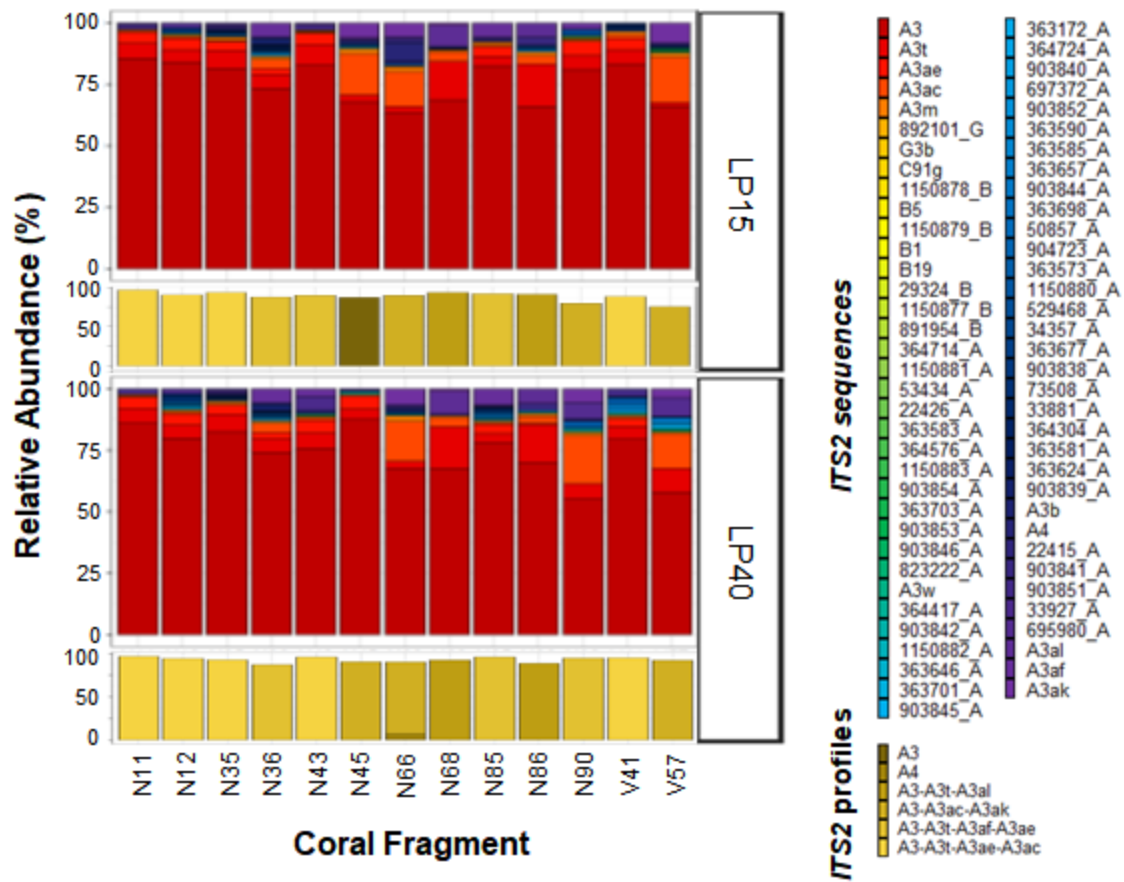 Relative Abundance (%)
100
75
50
25
0
100
50
0
LP15
100
75
50
25
0
100
50
0
LP40
N11
N12
N35
N36
N43
N45
N66
N68
N85
N86
N90
V41
V57
Coral Fragment
ITS2 sequences
A3
A3t
A3ae
A3ac
A3m
892101_G
G3b
C91g
1150878_B
B5
1150879_B
B1
B19
29324_B
1150877_B
891954_B
364714_A
1150881_A
53434_A
22426_A
363583_A
364576_A
1150883_A
903854_A
363703_A
903853_A
903846_A
823222_A
A3w
364417_A
903842_A
1150882_A
363646_A
363701_A
903845_A
363172_A
364724_A
903840_A
697372_A
903852_A
363590_A
363585_A
363657_A
903844_A
363698_A
50857_A
904723_A
363573_A
1150880_A
529468_A
34357_A
363677_A
903838_A
73508_A
33881_A
364304_A
363581_A
363624_A
903839_A
A3b
A4
22415_A
903841_A
903851_A
33927_A
695980_A
A3al
A3af
A3ak
ITS2 profiles
A3
A4
A3-A3t-A3al
A3-A3ac-A3ak
A3-A3t-A3af-A3ae
A3-A3t-A3ae-A3ac